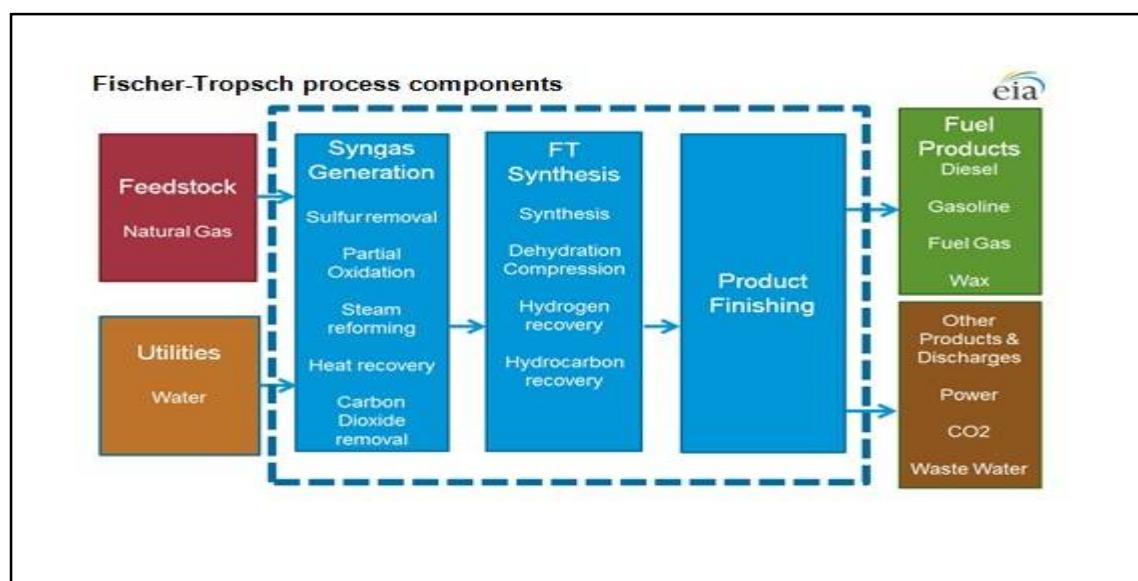 Fischer-Tropsch process components
eia
Feedstock
Natural Gas
Utilities
Water
Syngas
Generation
Sulfur removal
Partial
Oxidation
Steam
reforming
Heat recovery
Carbon
Dioxide
removal
FT
Synthesis
Synthesis
Dehydration
Compression
Hydrogen
recovery
Hydrocarbon
recovery
Product
Finishing
Fuel
Products
Diesel
Gasoline
Fuel Gas
Wax
Other
Products &
Discharges
Power
CO2
Waste Water